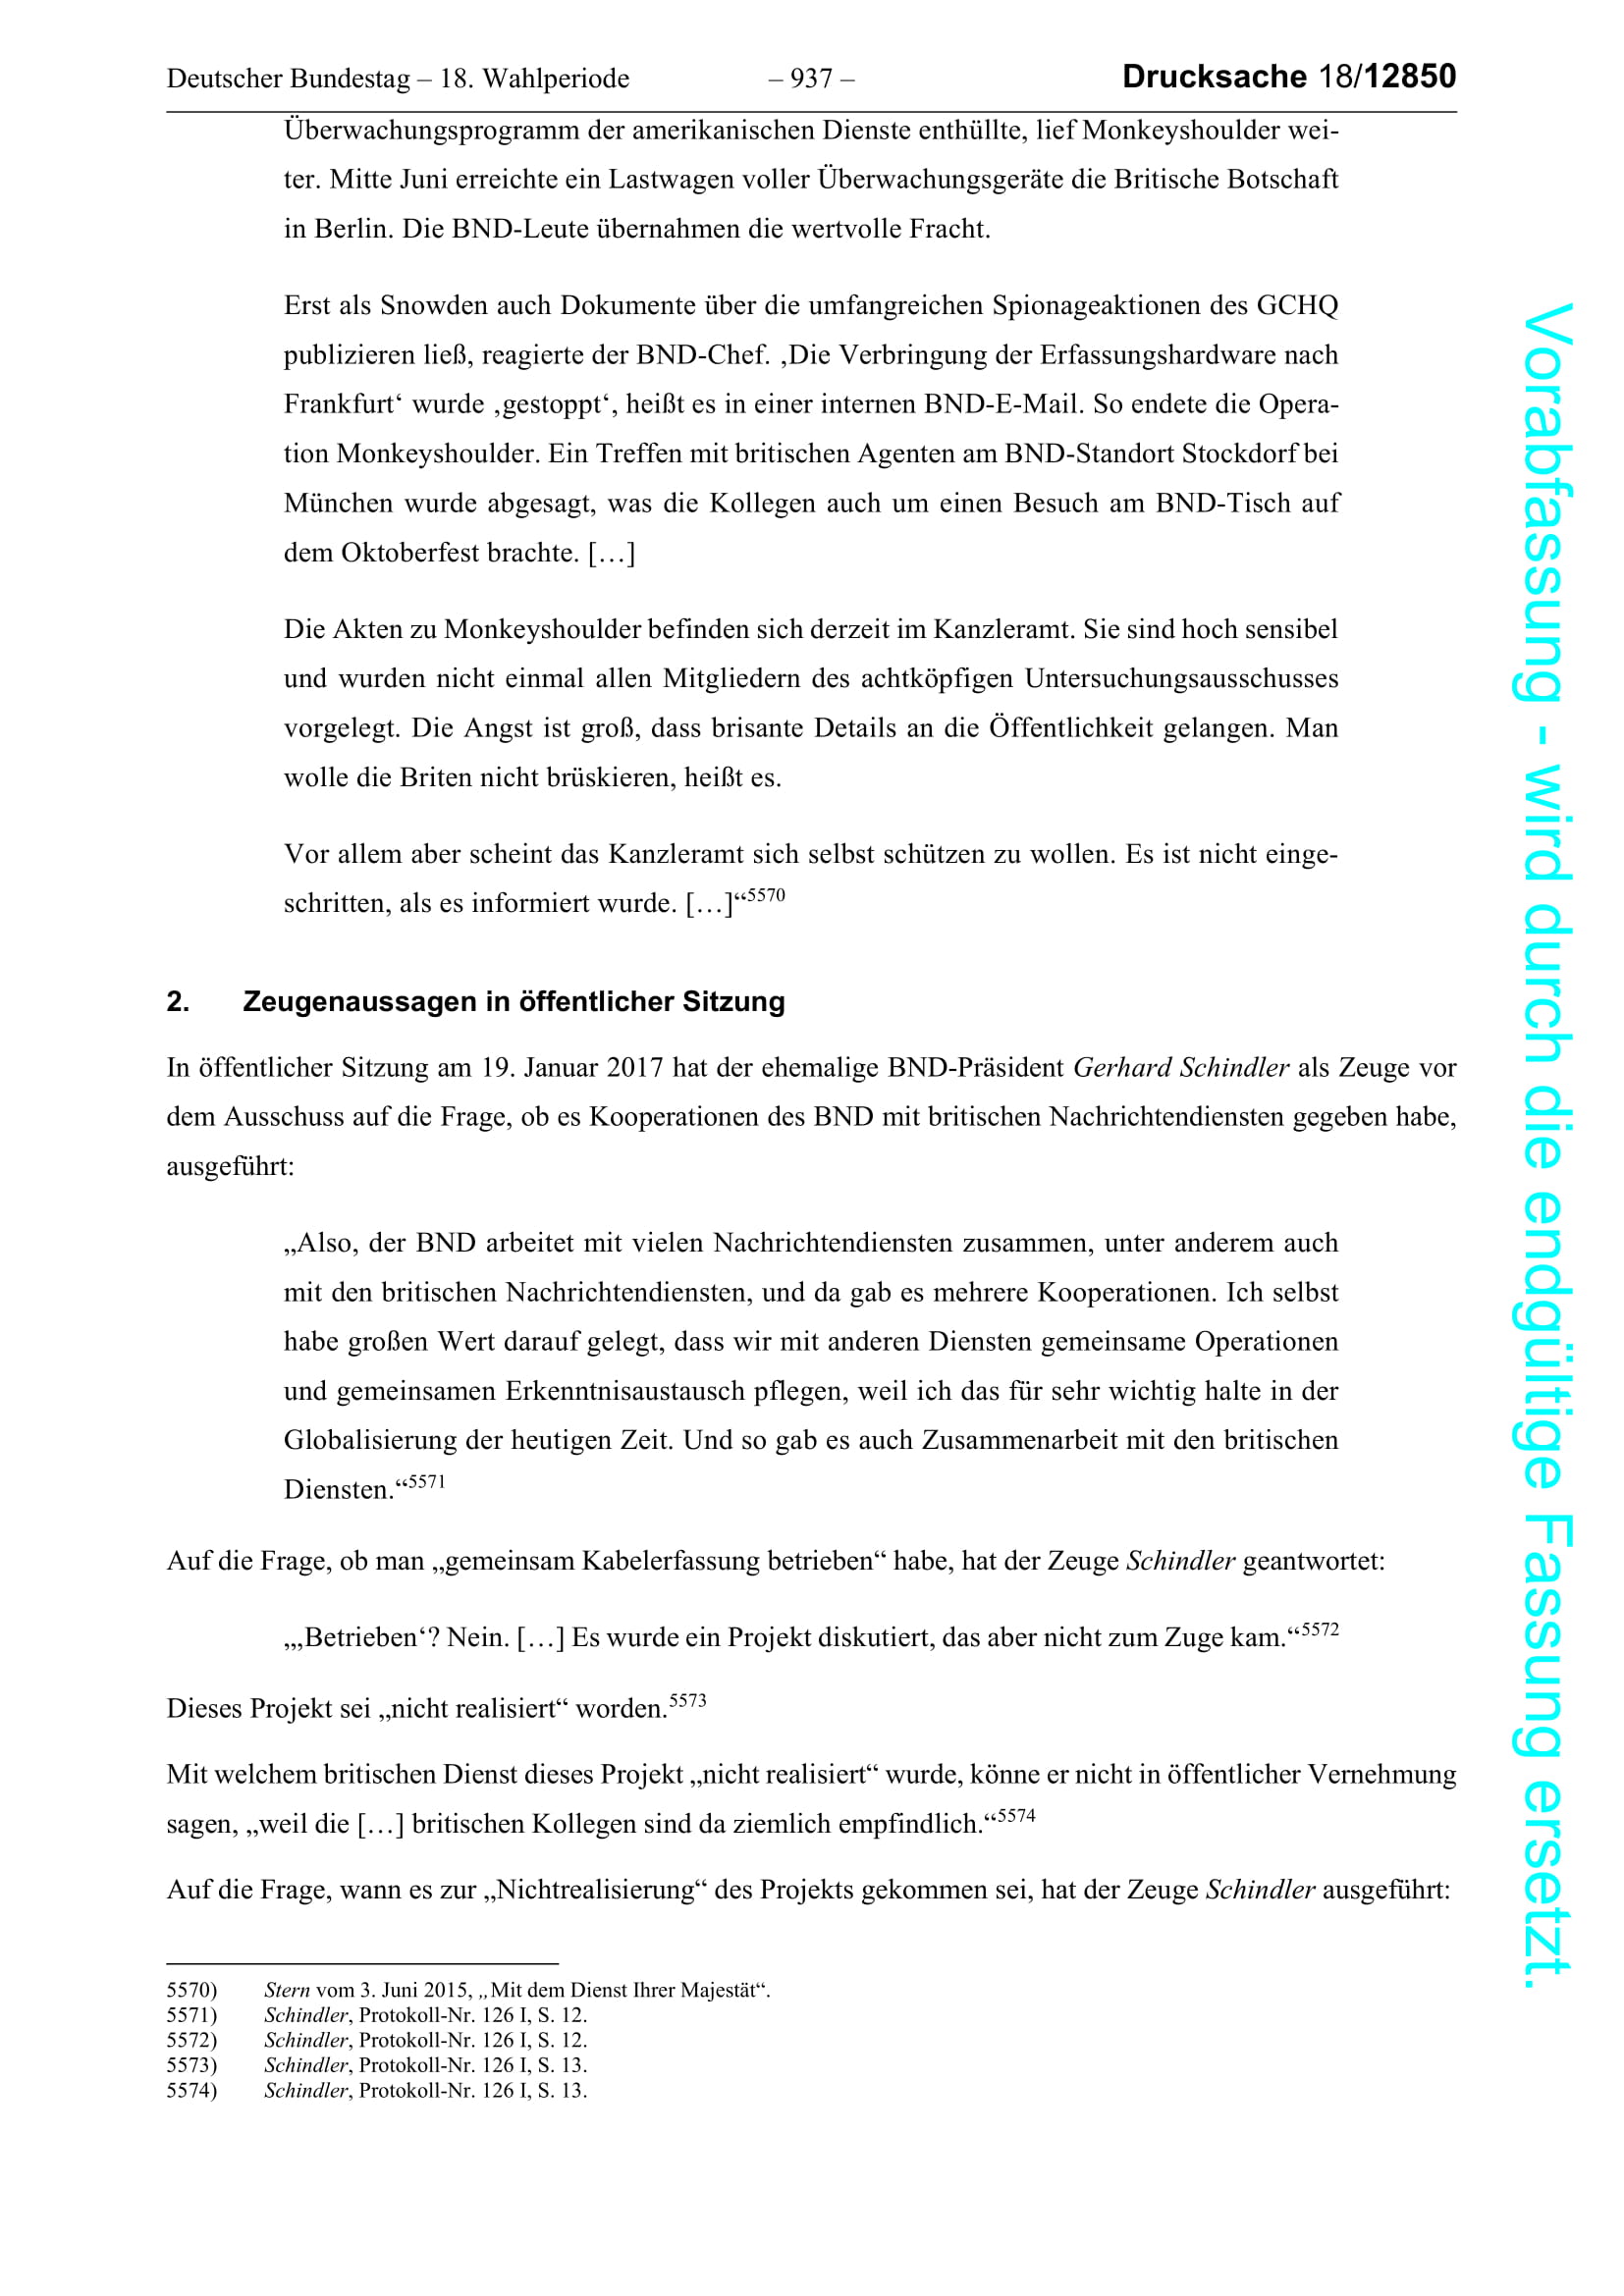 Deutscher Bundestag – 18. Wahlperiode – 937 – Drucksache 18/12850
Überwachungsprogramm der amerikanischen Dienste enthüllte, lief Monkeyshoulder wei-
ter. Mitte Juni erreichte ein Lastwagen voller Überwachungsgeräte die Britische Botschaft
in Berlin. Die BND-Leute übernahmen die wertvolle Fracht.
Erst als Snowden auch Dokumente über die umfangreichen Spionageaktionen des GCHQ
publizieren ließ, reagierte der BND-Chef. ‚Die Verbringung der Erfassungshardware nach
Frankfurt‘ wurde ‚gestoppt‘, heißt es in einer internen BND-E-Mail. So endete die Opera-
tion Monkeyshoulder. Ein Treffen mit britischen Agenten am BND-Standort Stockdorf bei
München wurde abgesagt, was die Kollegen auch um einen Besuch am BND-Tisch auf
dem Oktoberfest brachte. […]
Die Akten zu Monkeyshoulder befinden sich derzeit im Kanzleramt. Sie sind hoch sensibel
und wurden nicht einmal allen Mitgliedern des achtköpfigen Untersuchungsausschusses
vorgelegt. Die Angst ist groß, dass brisante Details an die Öffentlichkeit gelangen. Man
wolle die Briten nicht brüskieren, heißt es.
Vor allem aber scheint das Kanzleramt sich selbst schützen zu wollen. Es ist nicht einge-
schritten, als es informiert wurde. […]“5570
2. Zeugenaussagen in öffentlicher Sitzung
In öffentlicher Sitzung am 19. Januar 2017 hat der ehemalige BND-Präsident Gerhard Schindler als Zeuge vor
dem Ausschuss auf die Frage, ob es Kooperationen des BND mit britischen Nachrichtendiensten gegeben habe,
ausgeführt:
„Also, der BND arbeitet mit vielen Nachrichtendiensten zusammen, unter anderem auch
mit den britischen Nachrichtendiensten, und da gab es mehrere Kooperationen. Ich selbst
habe großen Wert darauf gelegt, dass wir mit anderen Diensten gemeinsame Operationen
und gemeinsamen Erkenntnisaustausch pflegen, weil ich das für sehr wichtig halte in der
Globalisierung der heutigen Zeit. Und so gab es auch Zusammenarbeit mit den britischen
Diensten.“5571
Auf die Frage, ob man „gemeinsam Kabelerfassung betrieben“ habe, hat der Zeuge Schindler geantwortet:
„‚Betrieben‘? Nein. […] Es wurde ein Projekt diskutiert, das aber nicht zum Zuge kam.“5572
Dieses Projekt sei „nicht realisiert“ worden.5573
Mit welchem britischen Dienst dieses Projekt „nicht realisiert“ wurde, könne er nicht in öffentlicher Vernehmung
sagen, „weil die […] britischen Kollegen sind da ziemlich empfindlich.“5574
Auf die Frage, wann es zur „Nichtrealisierung“ des Projekts gekommen sei, hat der Zeuge Schindler ausgeführt:
5570) Stern vom 3. Juni 2015, „Mit dem Dienst Ihrer Majestät“.
5571) Schindler, Protokoll-Nr. 126 I, S. 12.
5572) Schindler, Protokoll-Nr. 126 I, S. 12.
5573) Schindler, Protokoll-Nr. 126 I, S. 13.
5574) Schindler, Protokoll-Nr. 126 I, S. 13.
Vorabfassung - wird durch die endgültige Fassung ersetzt.